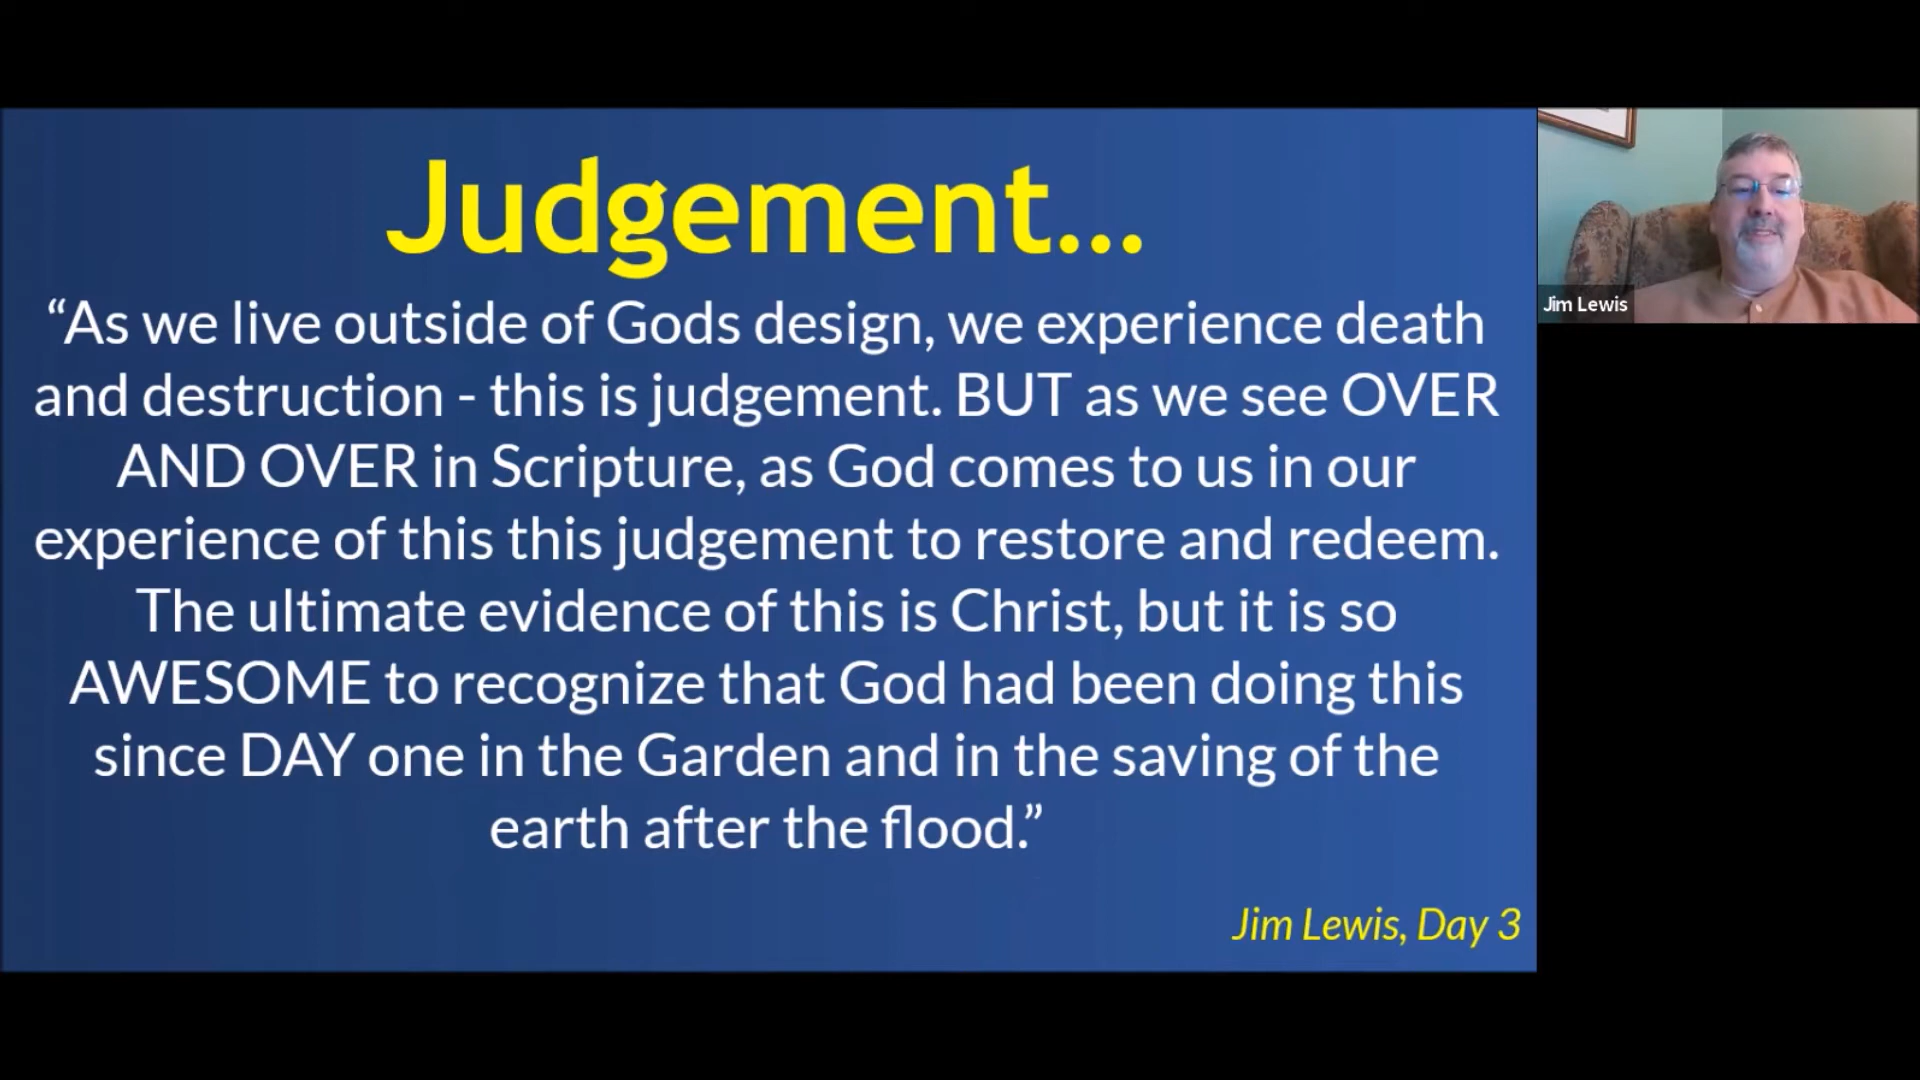 Judgement...
“As we live outside of Gods design, we experience death
and destruction - this is judgement. BUT as we see OVER
AND OVER in Scripture, as God comes to us in our
experience of this this judgement to restore and redeem.
The ultimate evidence of this is Christ, but it is so
AWESOME to recognize that God had been doing this
since DAY one in the Garden and in the saving of the
earth after the flood.”
Jim Lewis, Day 3
Jim Lewis